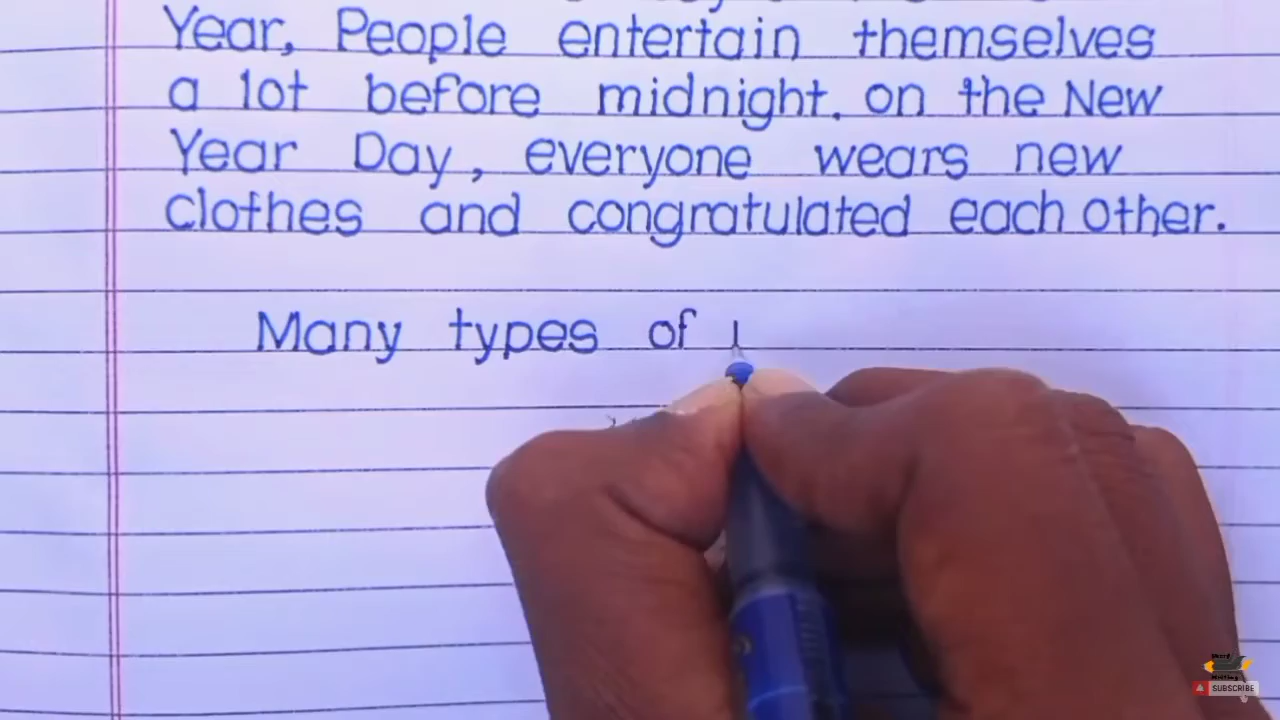 Year, People entertain themselves
a lot before midnight. on the New
Year Day, everyone wears new
clothes and congratulated each other.
Many types of
SUBSCRIBE